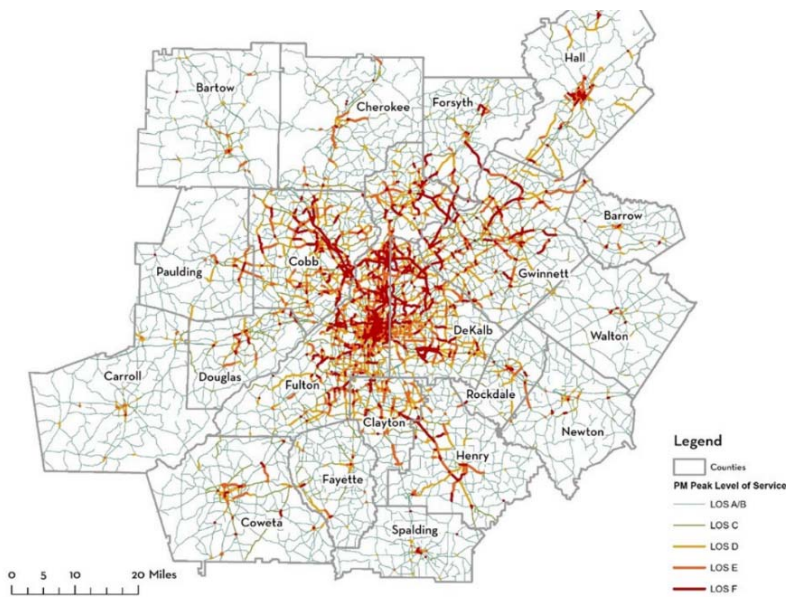 Hall
Bartow
Cherokee
Forsyth
Barrow
Paulding
Cobb
Gwinnett
DeKalb
Walton
Carroll
Douglas
Fulton
Rockdale
Clayton
Newton
Henry
Fayette
Coweta
Spalding
Legend
Counties
PM Peak Level of Service
LOS A/B
LOS C
LOS D
LOS E
LOS F
0 5 10 20 Miles